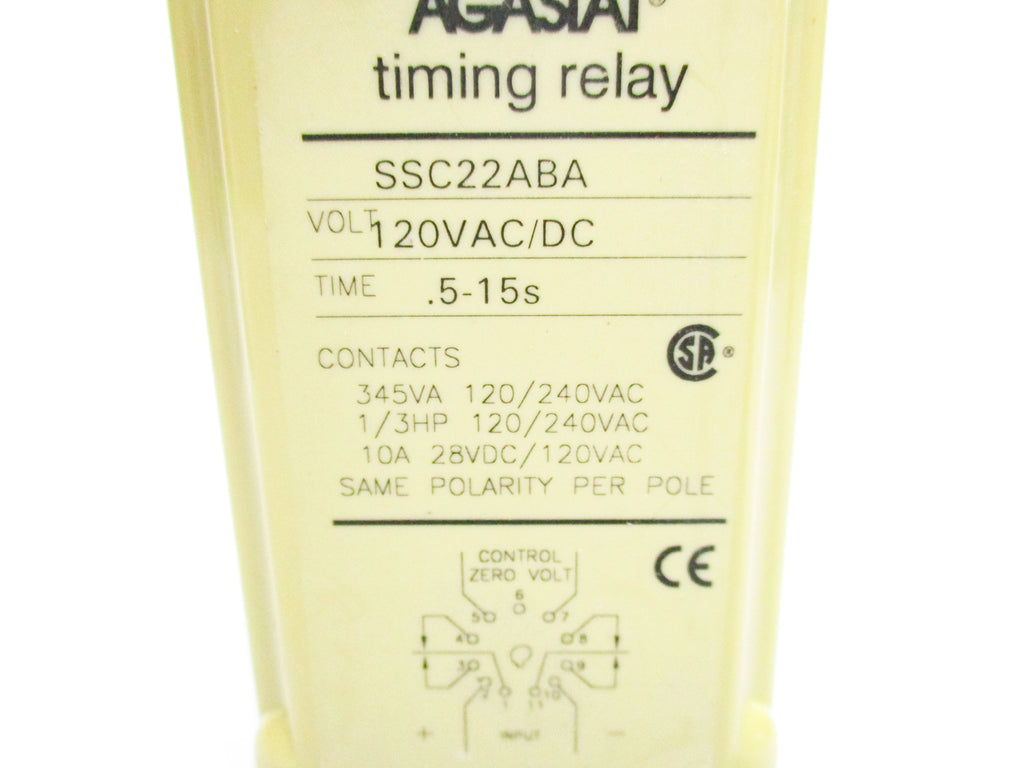 AGASTAT®
timing relay
SSC22ABA
VOLT 120VAC/DC
TIME .5-15s
CONTACTS
SA ®
345VA 120/240VAC
1/3HP 120/240VAC
10A 28VDC/120VAC
SAME POLARITY PER POLE
CE
CONTROL
ZERO VOLT
6
5 7
4 8
3 9
2 1 11 10
+ INPUT -